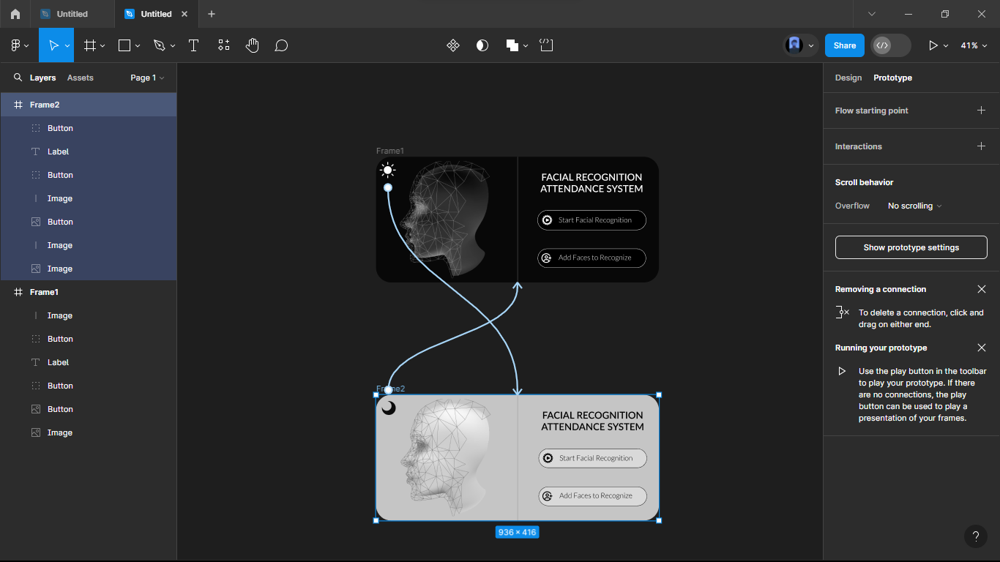 Untitled
Untitled
Share
41%
Layers
Assets
Page 1
Frame2
Button
Label
Button
Image
Button
Image
Image
Frame1
Image
Button
Label
Button
Button
Image
Frame1
FACIAL RECOGNITION
ATTENDANCE SYSTEM
Start Facial Recognition
Add Faces to Recognize
Frame2
FACIAL RECOGNITION
ATTENDANCE SYSTEM
Start Facial Recognition
Add Faces to Recognize
936 × 416
Design
Prototype
Flow starting point
Interactions
Scroll behavior
Overflow
No scrolling
Show prototype settings
Removing a connection
To delete a connection, click and
drag on either end.
Running your prototype
Use the play button in the toolbar
to play your prototype. If there
are no connections, the play
button can be used to play a
presentation of your frames.
?